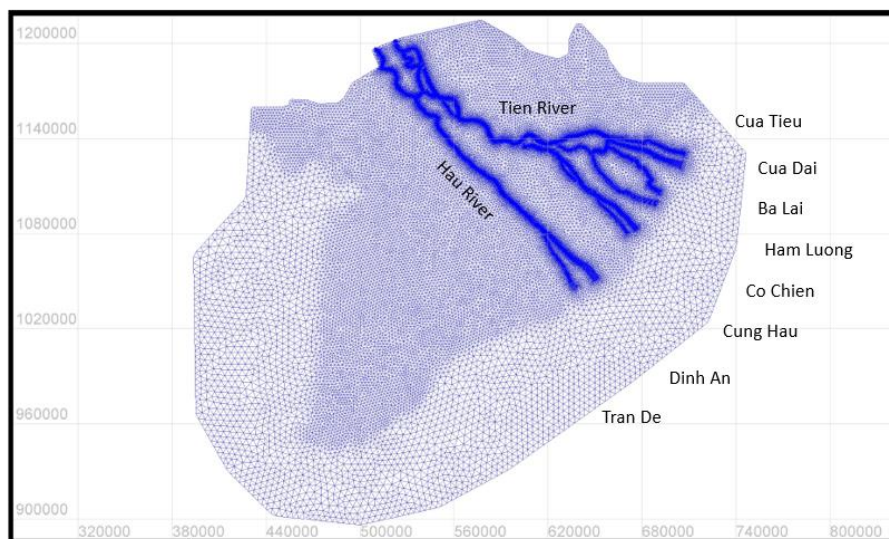 1200000
Tien River
Cua Tieu
1140000
Cua Dai
Hau River
Ba Lai
1080000
Ham Luong
Co Chien
1020000
Cung Hau
Dinh An
Tran De
960000
900000
320000 380000 440000 500000 560000 620000 680000 740000 800000